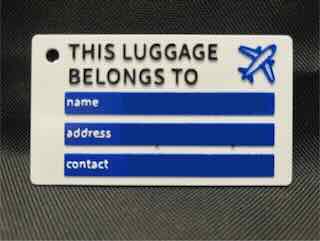 THIS LUGGAGE
BELONGS TO
name
address
contact